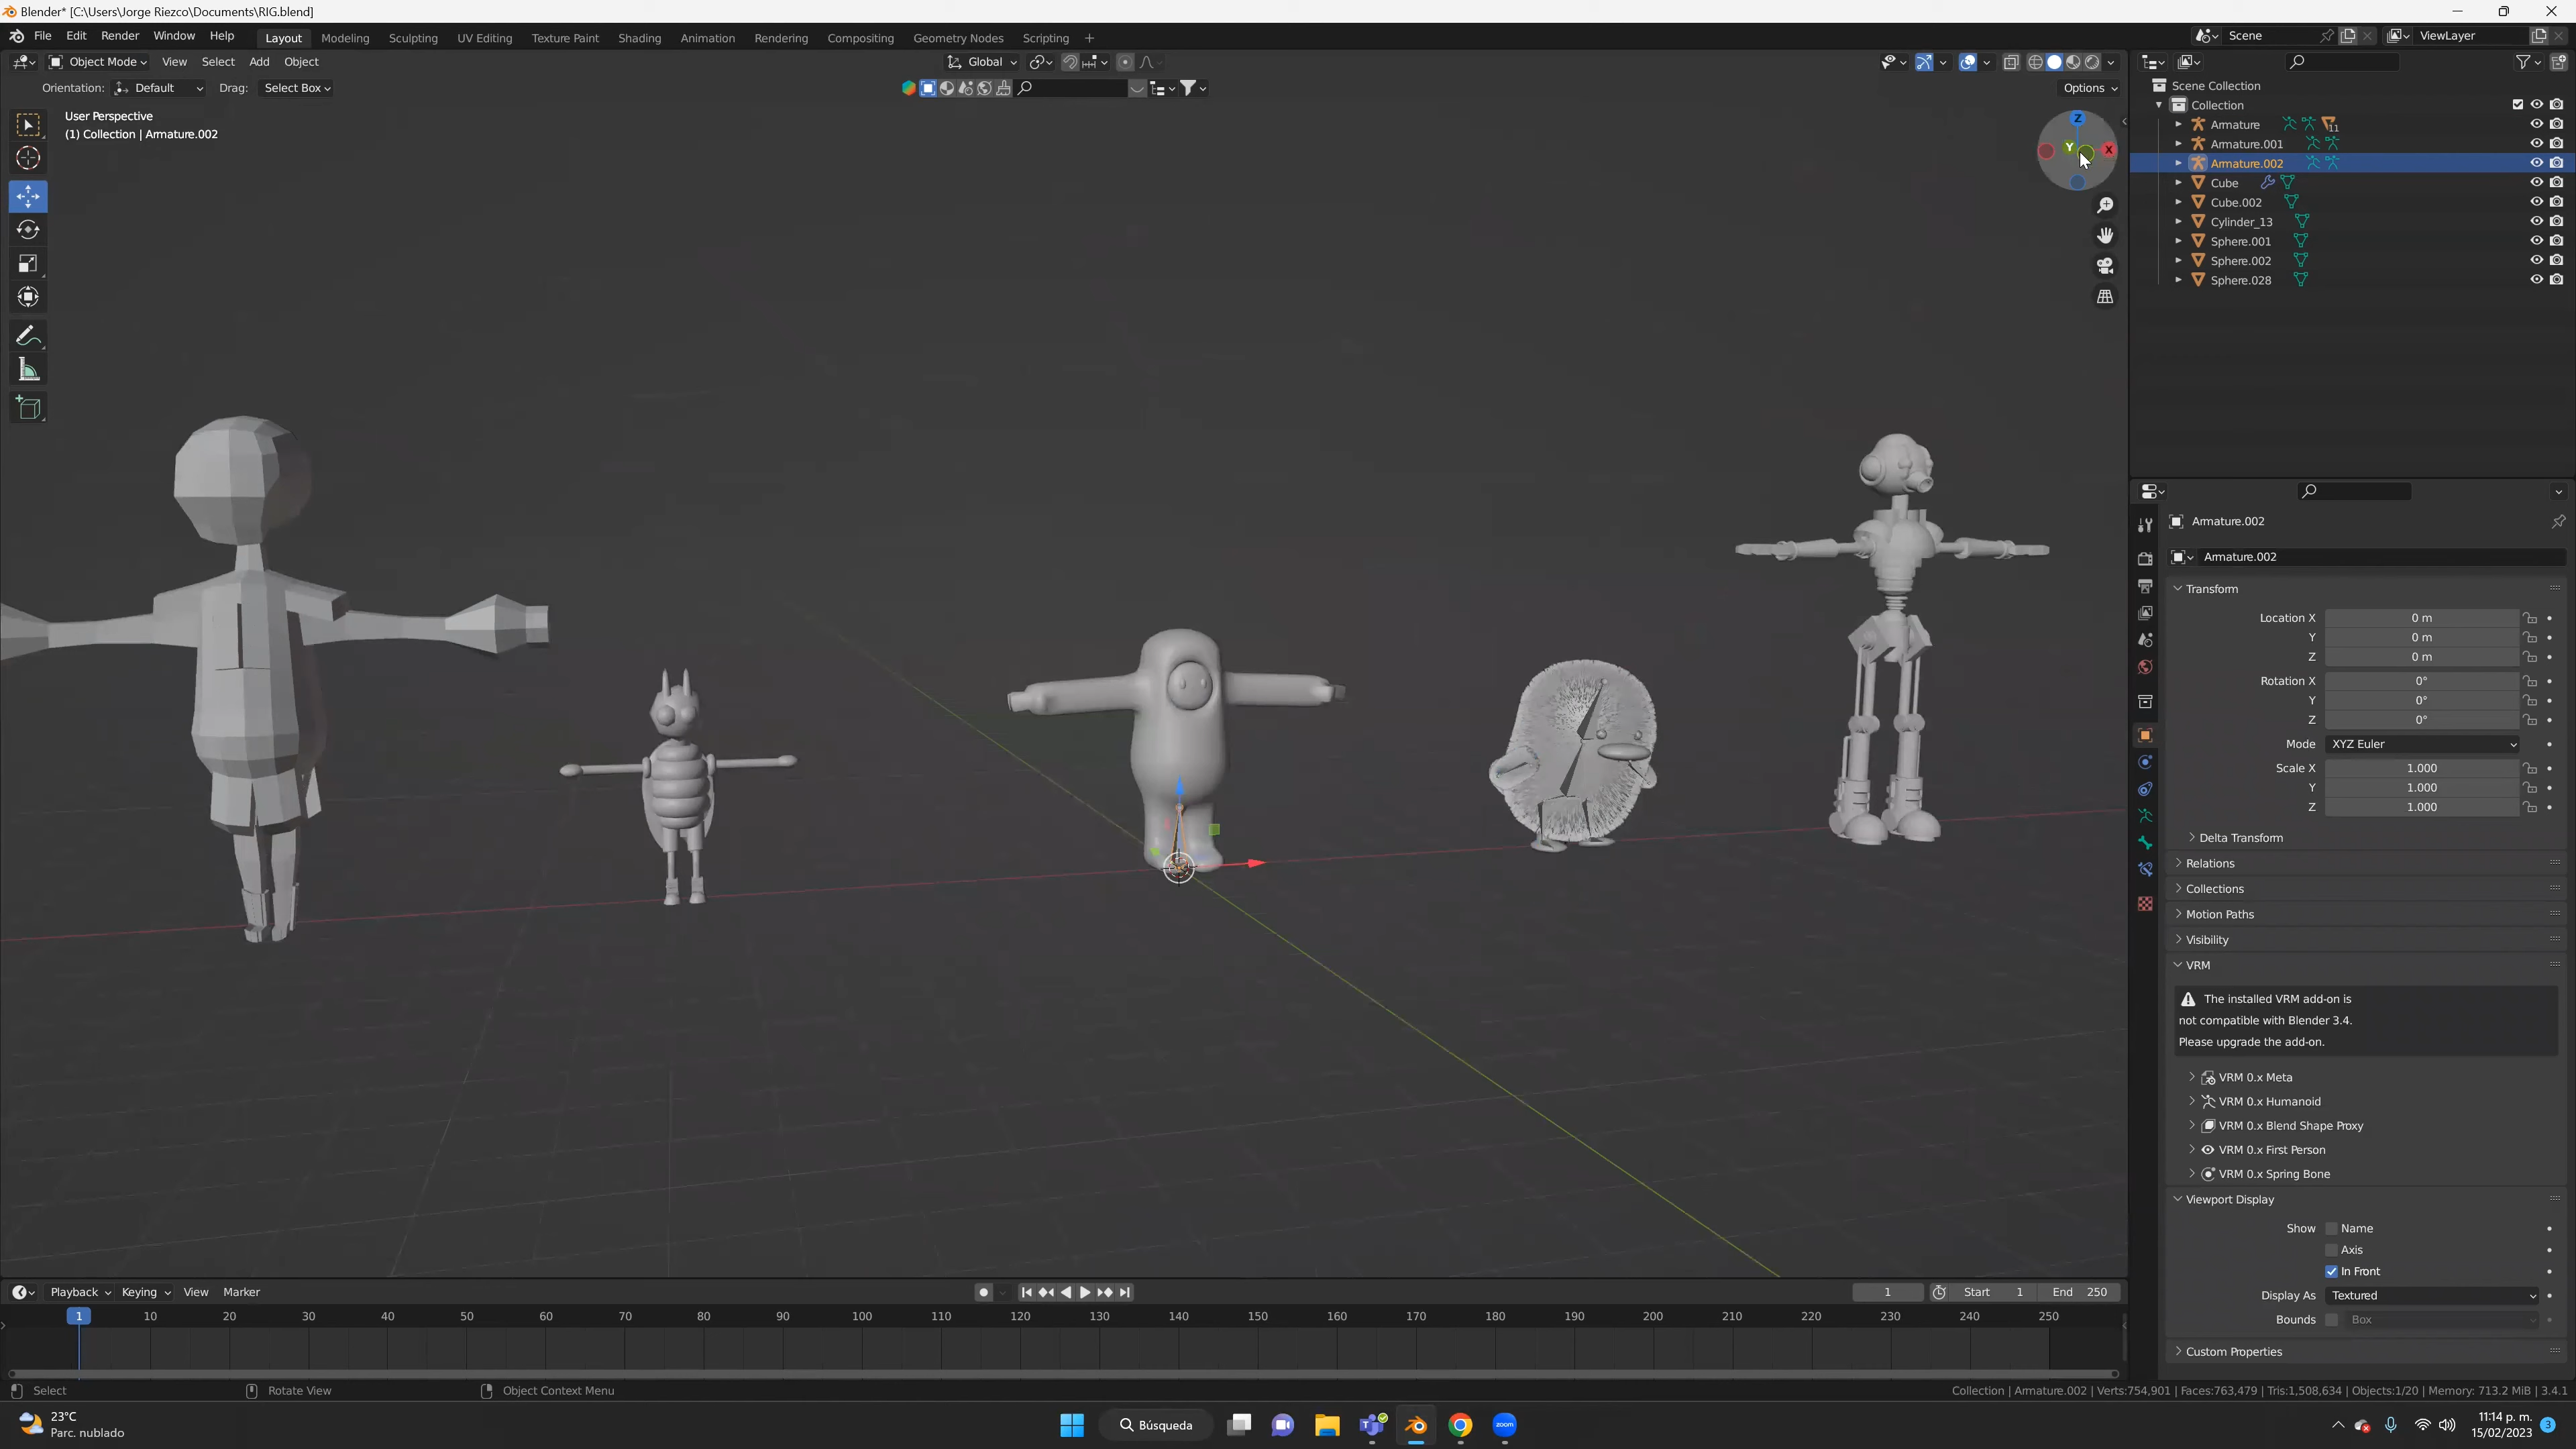 Blender* [C:\Users\Jorge Riezco\Documents\RIG.blend]
File Edit Render Window Help Layout Modeling Sculpting UV Editing Texture Paint Shading Animation Rendering Compositing Geometry Nodes Scripting + Scene ViewLayer
Object Mode View Select Add Object Global
Orientation: Default Drag: Select Box Options
User Perspective
(1) Collection | Armature.002
Z
Y
X
Scene Collection
Collection
Armature 11
Armature.001
Armature.002
Cube
Cube.002
Cylinder_13
Sphere.001
Sphere.002
Sphere.028
Armature.002
Armature.002
Transform
Location X 0 m
Y 0 m
Z 0 m
Rotation X 0°
Y 0°
Z 0°
Mode XYZ Euler
Scale X 1.000
Y 1.000
Z 1.000
Delta Transform
Relations
Collections
Motion Paths
Visibility
VRM
The installed VRM add-on is
not compatible with Blender 3.4.
Please upgrade the add-on.
VRM 0.x Meta
VRM 0.x Humanoid
VRM 0.x Blend Shape Proxy
VRM 0.x First Person
VRM 0.x Spring Bone
Viewport Display
Show Name
Axis
In Front
Display As Textured
Bounds Box
Custom Properties
Playback Keying View Marker 1 Start 1 End 250
1 10 20 30 40 50 60 70 80 90 100 110 120 130 140 150 160 170 180 190 200 210 220 230 240 250
Select Rotate View Object Context Menu Collection | Armature.002 | Verts:754,901 | Faces:763,479 | Tris:1,508,634 | Objects:1/20 | Memory: 713.2 MiB | 3.4.1
23°C
Parc. nublado
Búsqueda
zoom
11:14 p. m.
15/02/2023
3